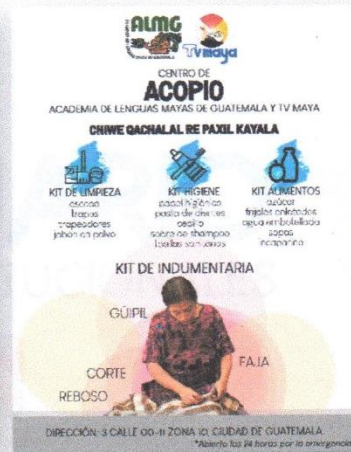 ALMG
TV maya
CENTRO DE
ACOPIO
ACADEMIA DE LENGUAS MAYAS DE GUATEMALA Y TV MAYA
CHIWE QACHALAL RE PAXIL KAYALA
KIT DE LIMPIEZA
escoba
trapos
trapeadores
jabón en polvo
KIT HIGIENE
papel higiénico
pasta de dientes
cepillo
sobre de shampoo
toallas sanitarias
KIT ALIMENTOS
azúcar
frijoles enlatados
agua embotellada
sopas
incaparina
KIT DE INDUMENTARIA
GÜIPIL
FAJA
CORTE
REBOSO
DIRECCIÓN: 3 CALLE 00-11 ZONA 10, CIUDAD DE GUATEMALA
*Abierto las 24 horas por la emergencia